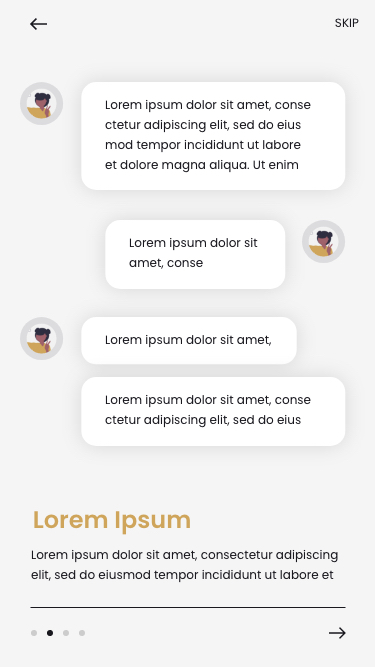 SKIP
Lorem ipsum dolor sit amet, conse
ctetur adipiscing elit, sed do eius
mod tempor incididunt ut labore
et dolore magna aliqua. Ut enim
Lorem ipsum dolor sit
amet, conse
Lorem ipsum dolor sit amet,
Lorem ipsum dolor sit amet, conse
ctetur adipiscing elit, sed do eius
Lorem Ipsum
Lorem ipsum dolor sit amet, consectetur adipiscing
elit, sed do eiusmod tempor incididunt ut labore et